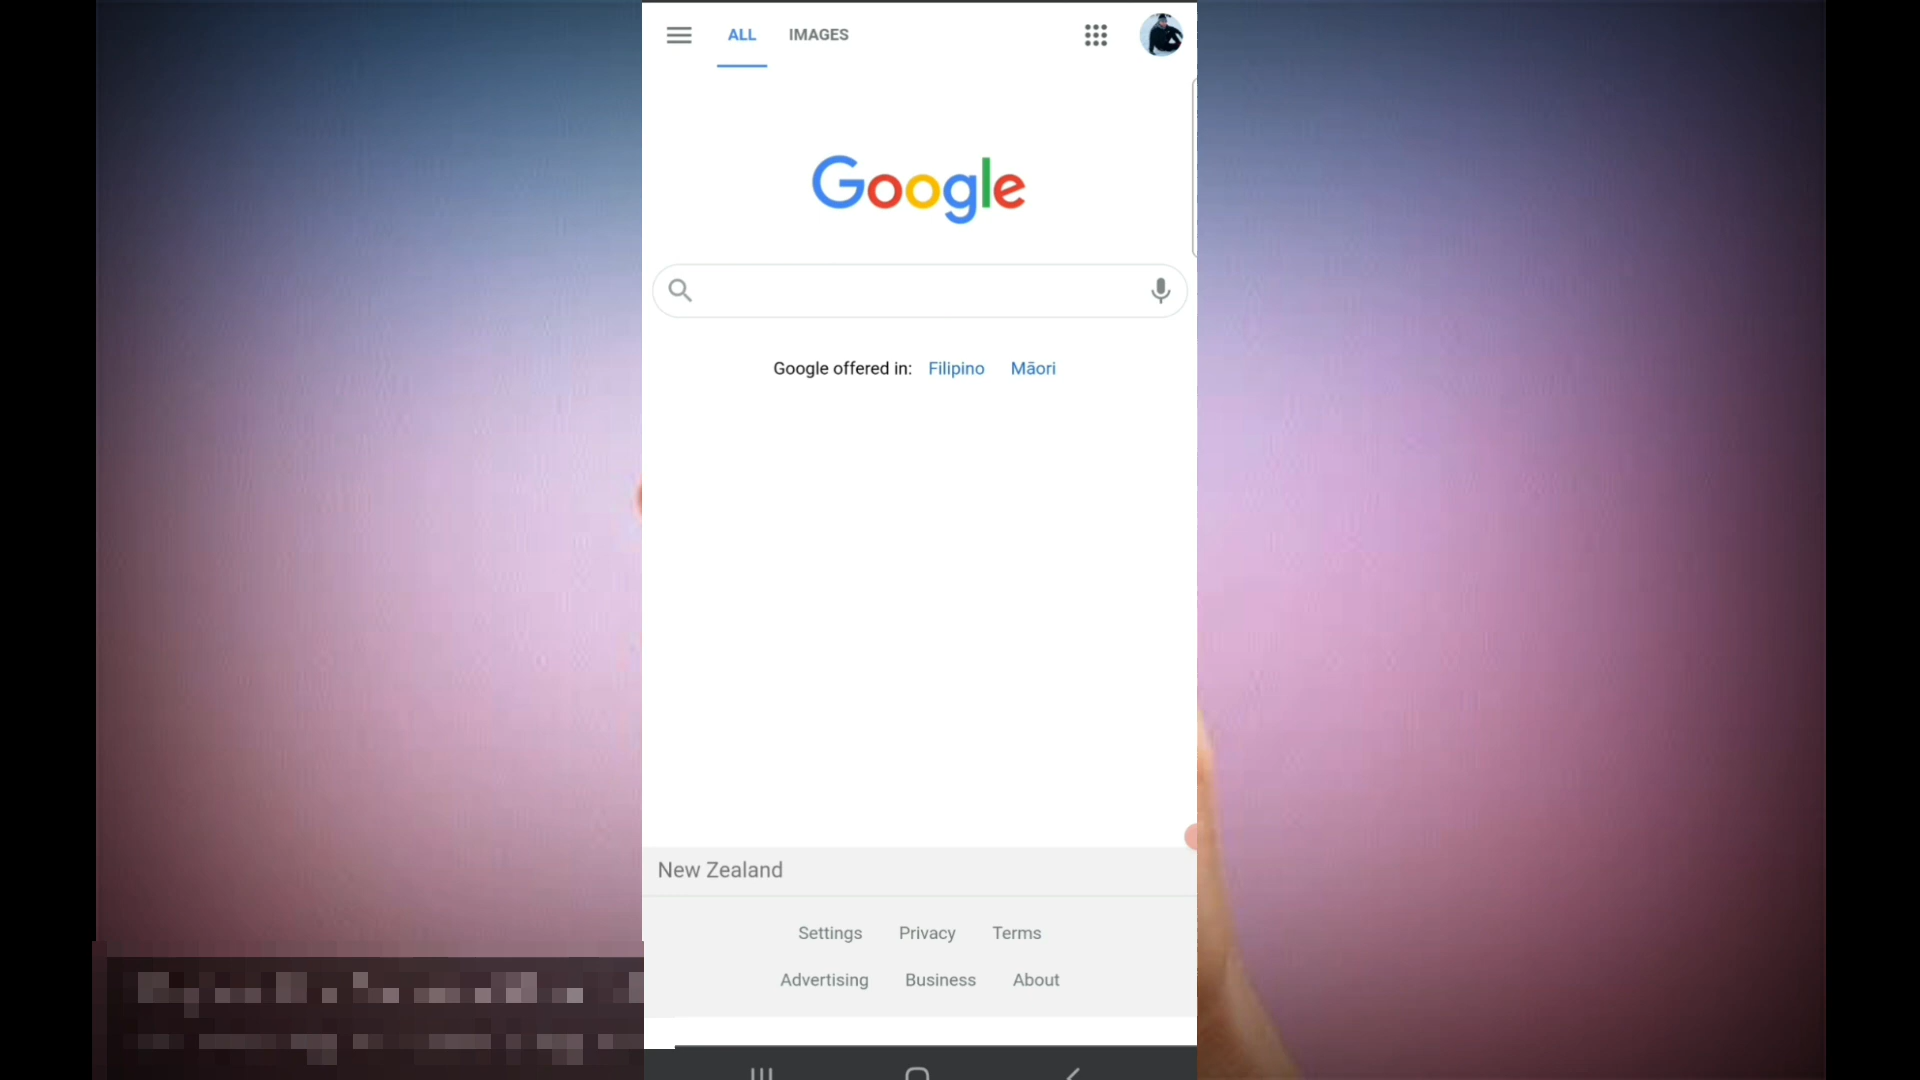 ALL IMAGES
Google
Google offered in: Filipino Māori
New Zealand
Settings Privacy Terms
Advertising Business About